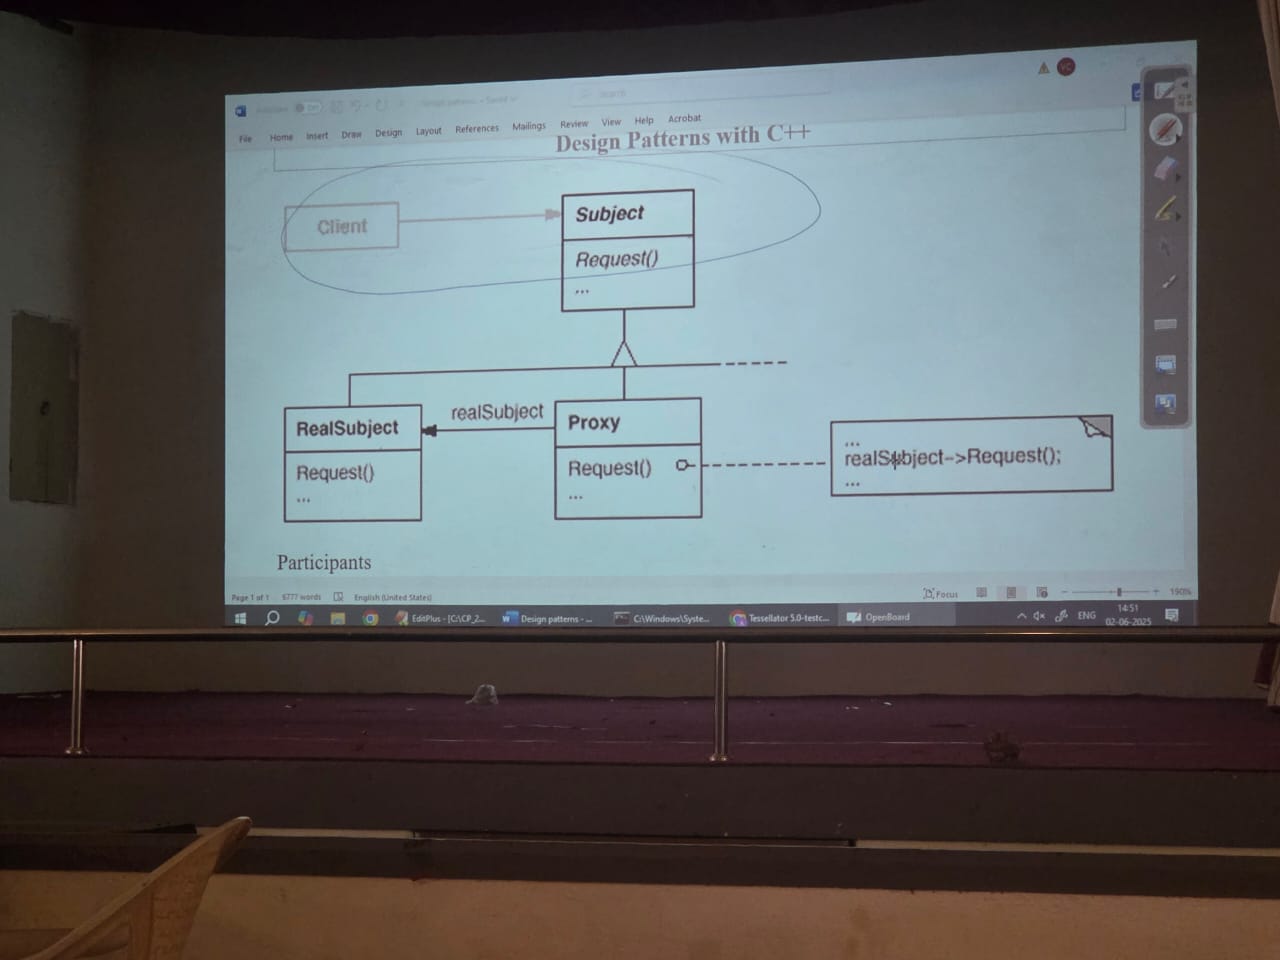 File Home Insert Draw Design Layout References Mailings Review View Help Acrobat
Design Patterns with C++
Client
Subject
Request()
...
RealSubject
Request()
...
realSubject
Proxy
Request()
...
...
realSubject->Request();
...
Participants
Page 1 of 1 5777 words English (United States) Focus 190%
EditPlus - [C:\CP_2... Design patterns - ... C:\Windows\Syste... Tessellator 5.0-testc... OpenBoard ENG 14:51
02-06-2025